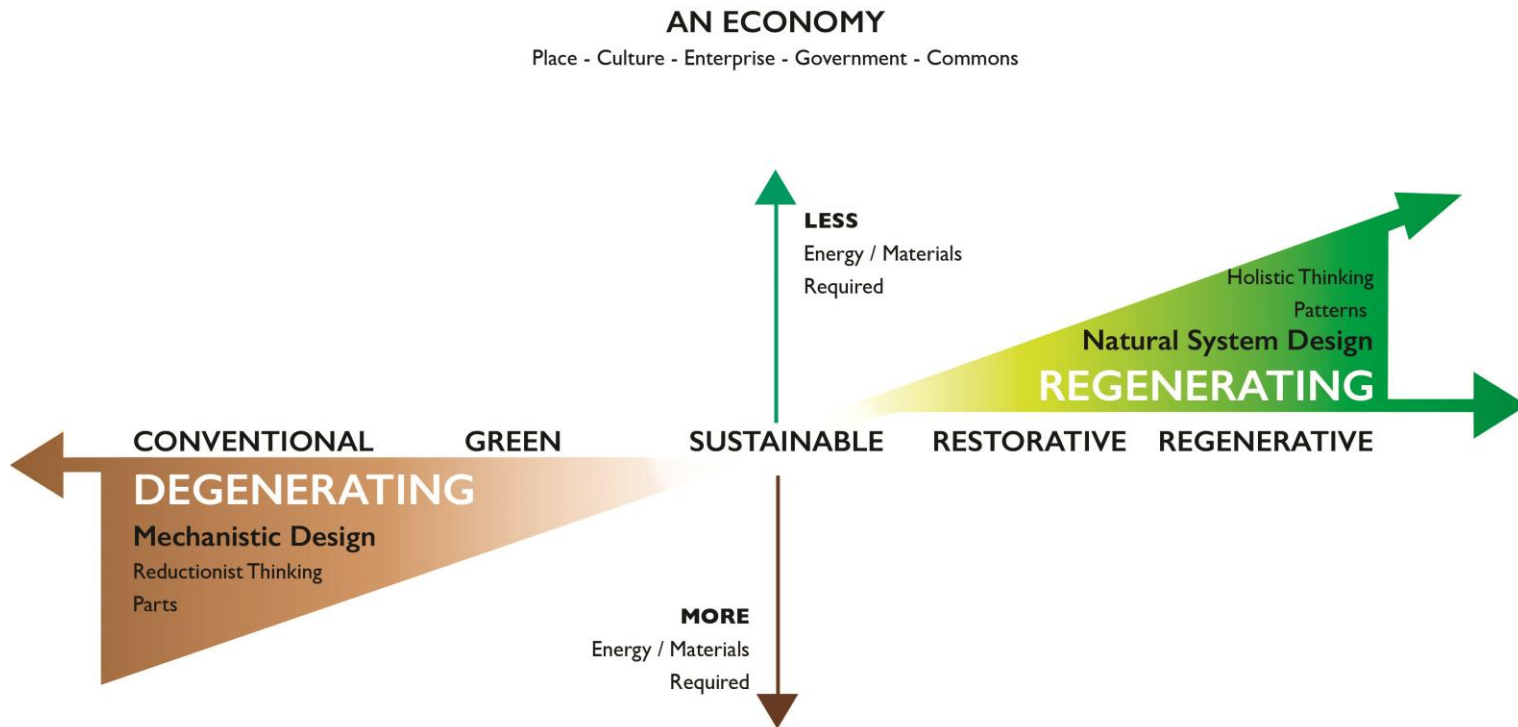 AN ECONOMY
Place - Culture - Enterprise - Government - Commons
LESS
Energy / Materials
Required
Holistic Thinking
Patterns
Natural System Design
REGENERATING
CONVENTIONAL GREEN SUSTAINABLE RESTORATIVE REGENERATIVE
DEGENERATING
Mechanistic Design
Reductionist Thinking
Parts
MORE
Energy / Materials
Required